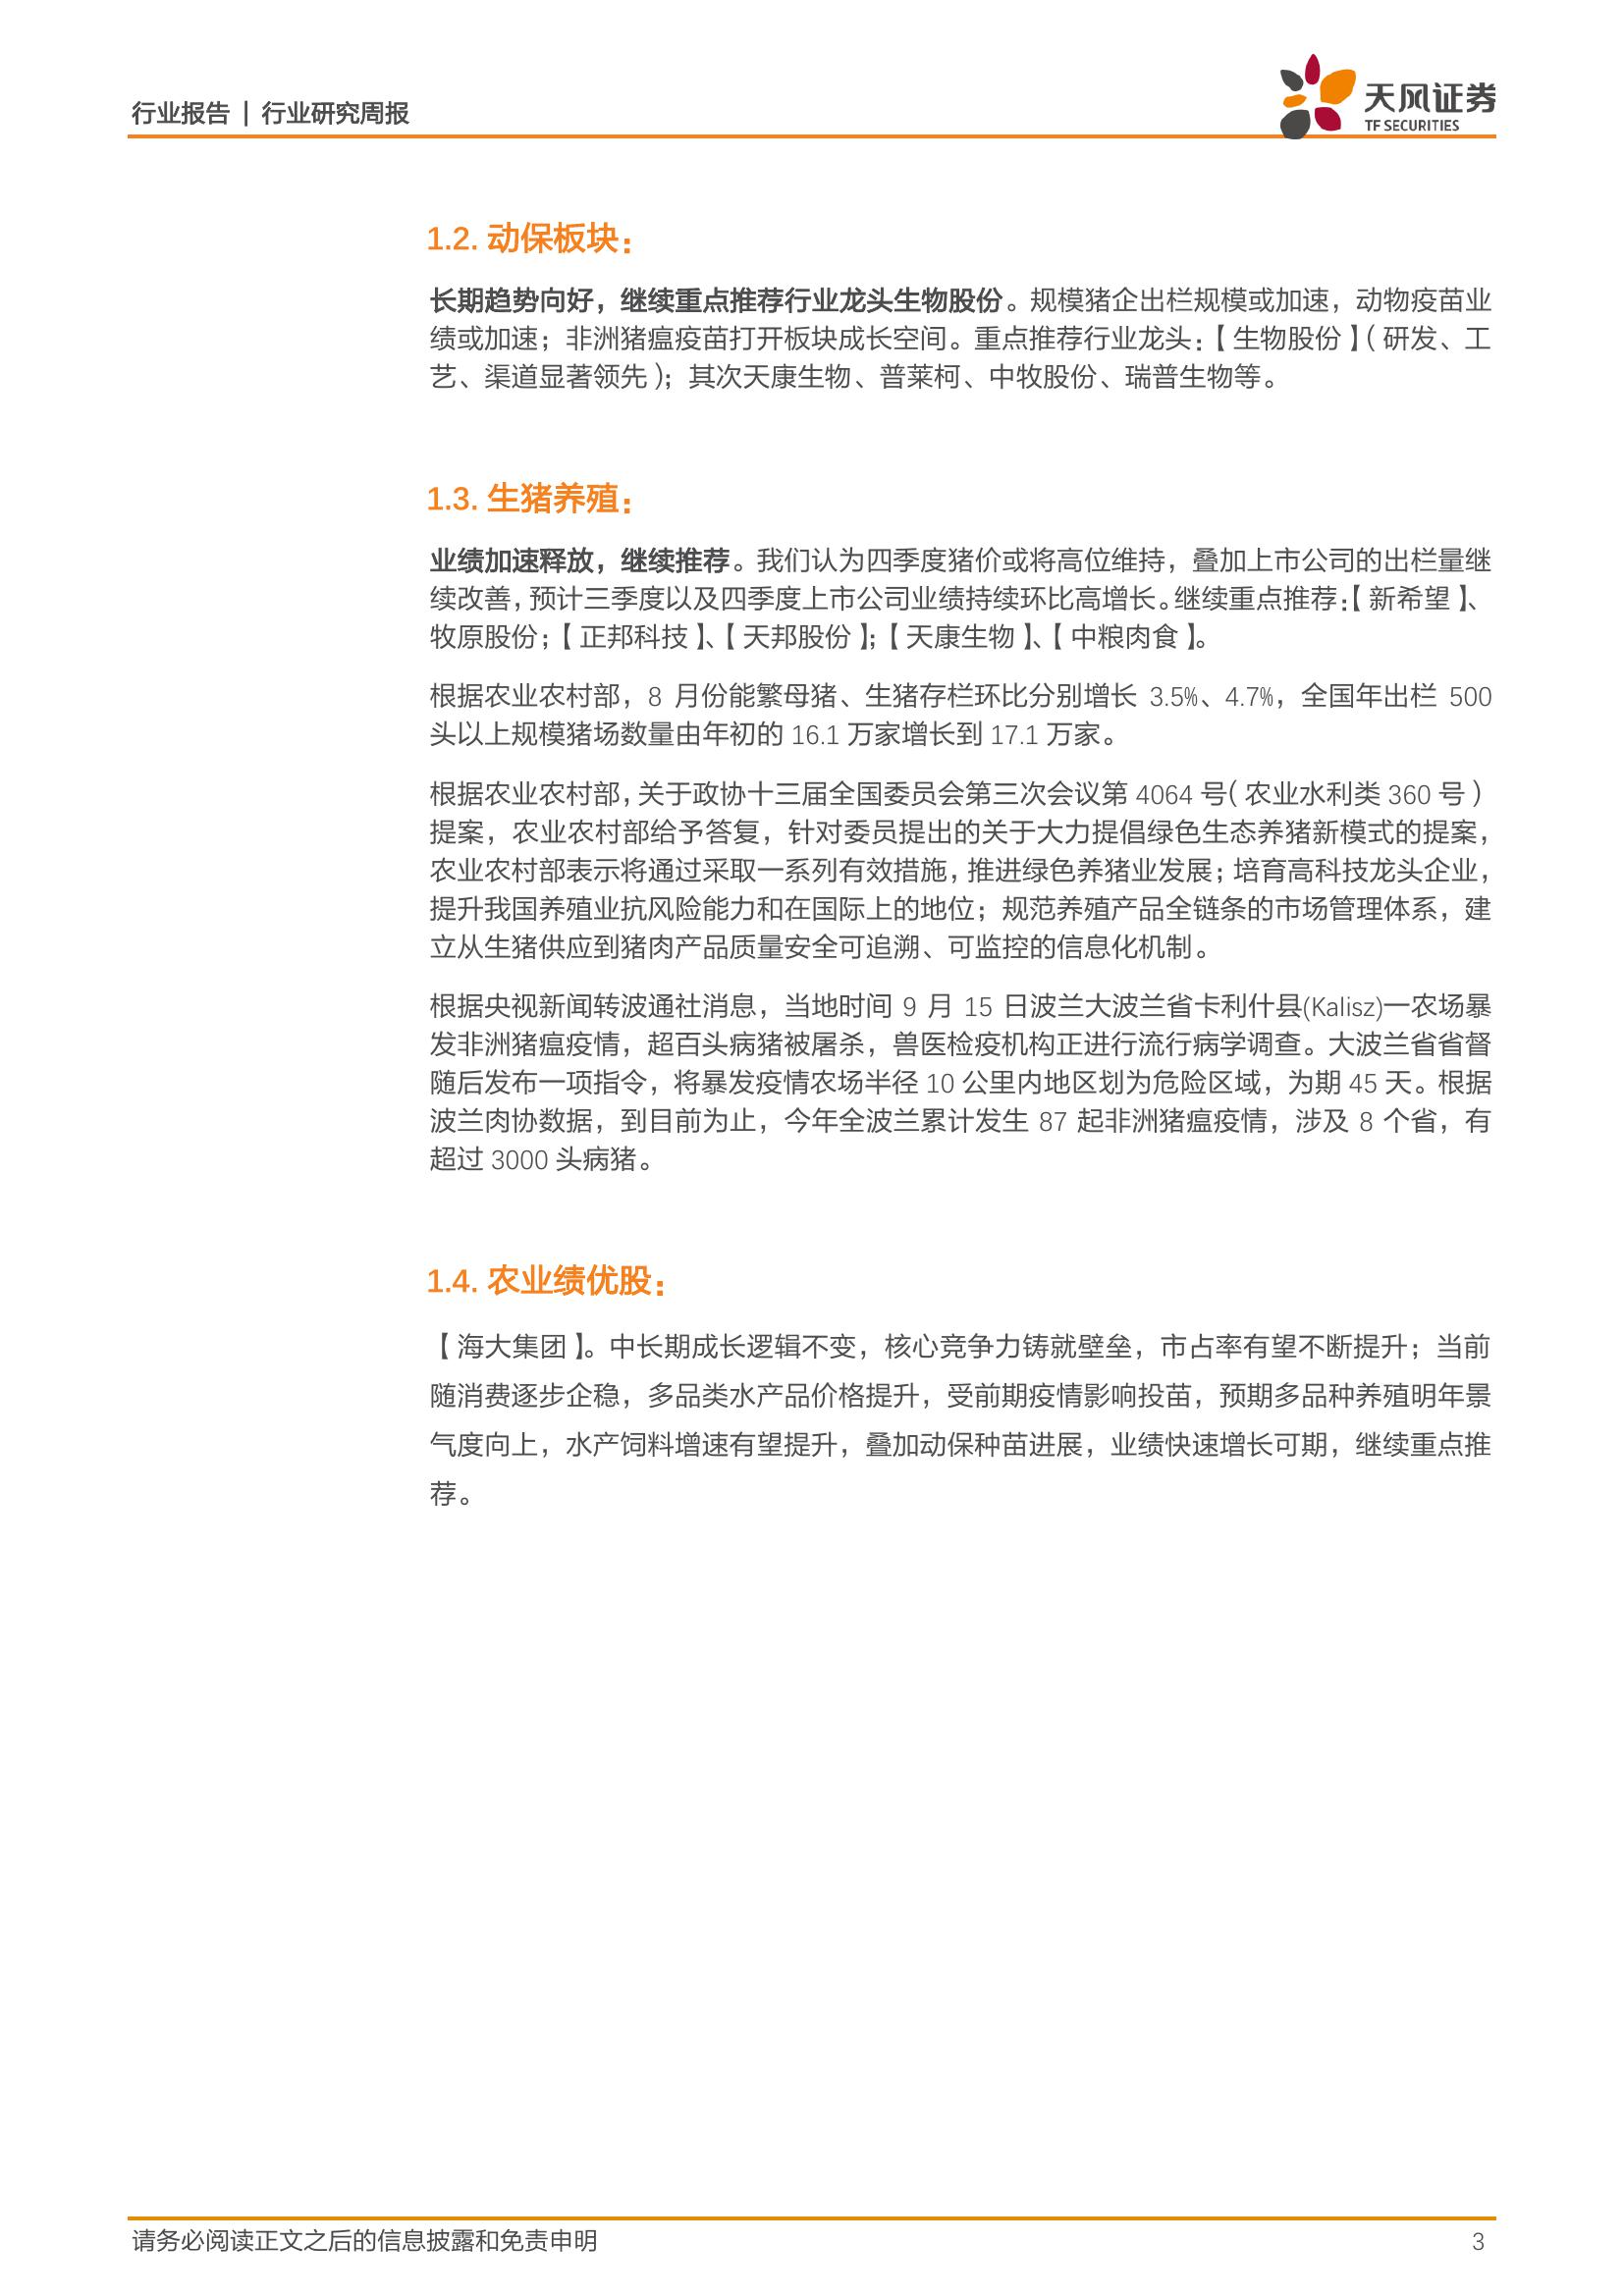 行业报告 | 行业研究周报
天风证券
TF SECURITIES
1.2. 动保板块：
长期趋势向好，继续重点推荐行业龙头生物股份。规模猪企出栏规模或加速，动物疫苗业
绩或加速；非洲猪瘟疫苗打开板块成长空间。重点推荐行业龙头：【生物股份】（研发、工
艺、渠道显著领先）；其次天康生物、普莱柯、中牧股份、瑞普生物等。
1.3. 生猪养殖：
业绩加速释放，继续推荐。我们认为四季度猪价或将高位维持，叠加上市公司的出栏量继
续改善，预计三季度以及四季度上市公司业绩持续环比高增长。继续重点推荐：【新希望】、
牧原股份；【正邦科技】、【天邦股份】；【天康生物】、【中粮肉食】。
根据农业农村部，8 月份能繁母猪、生猪存栏环比分别增长 3.5%、4.7%，全国年出栏 500
头以上规模猪场数量由年初的 16.1 万家增长到 17.1 万家。
根据农业农村部，关于政协十三届全国委员会第三次会议第 4064 号（农业水利类 360 号）
提案，农业农村部给予答复，针对委员提出的关于大力提倡绿色生态养猪新模式的提案，
农业农村部表示将通过采取一系列有效措施，推进绿色养猪业发展；培育高科技龙头企业，
提升我国养殖业抗风险能力和在国际上的地位；规范养殖产品全链条的市场管理体系，建
立从生猪供应到猪肉产品质量安全可追溯、可监控的信息化机制。
根据央视新闻转波通社消息，当地时间 9 月 15 日波兰大波兰省卡利什县(Kalisz)一农场暴
发非洲猪瘟疫情，超百头病猪被屠杀，兽医检疫机构正进行流行病学调查。大波兰省省督
随后发布一项指令，将暴发疫情农场半径 10 公里内地区划为危险区域，为期 45 天。根据
波兰肉协数据，到目前为止，今年全波兰累计发生 87 起非洲猪瘟疫情，涉及 8 个省，有
超过 3000 头病猪。
1.4. 农业绩优股：
【海大集团】。中长期成长逻辑不变，核心竞争力铸就壁垒，市占率有望不断提升；当前
随消费逐步企稳，多品类水产品价格提升，受前期疫情影响投苗，预期多品种养殖明年景
气度向上，水产饲料增速有望提升，叠加动保种苗进展，业绩快速增长可期，继续重点推
荐。
请务必阅读正文之后的信息披露和免责申明
3